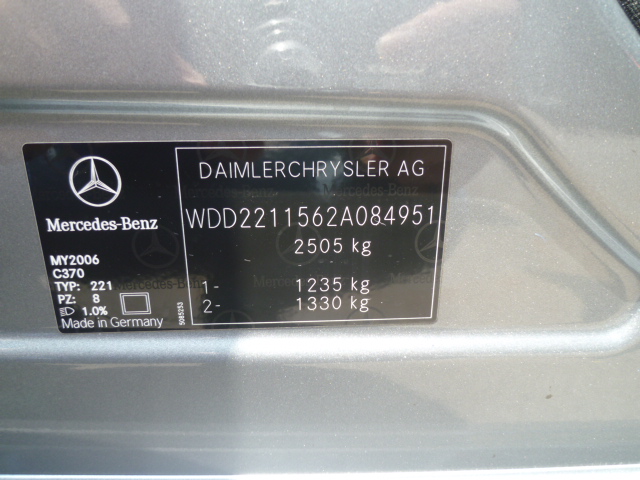 Mercedes-Benz
MY2006
C370
TYP: 221
PZ: 8
1.0%
Made in Germany
5085253
DAIMLERCHRYSLER AG
WDD2211562A084951
2505 kg
1- 1235 kg
2- 1330 kg